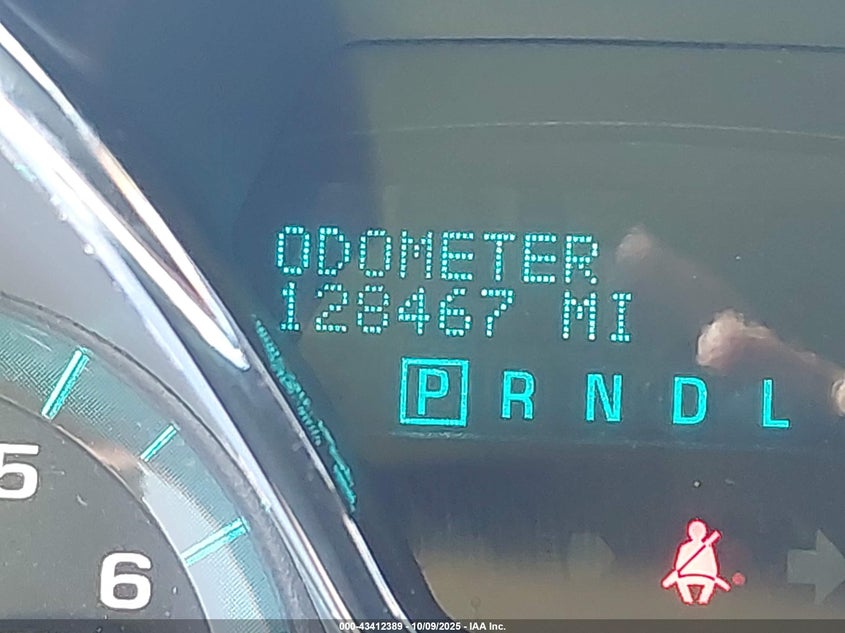 ODOMETER
128467 MI
P R N D L
5
6
000-43412389 - 10/09/2025 - IAA Inc.